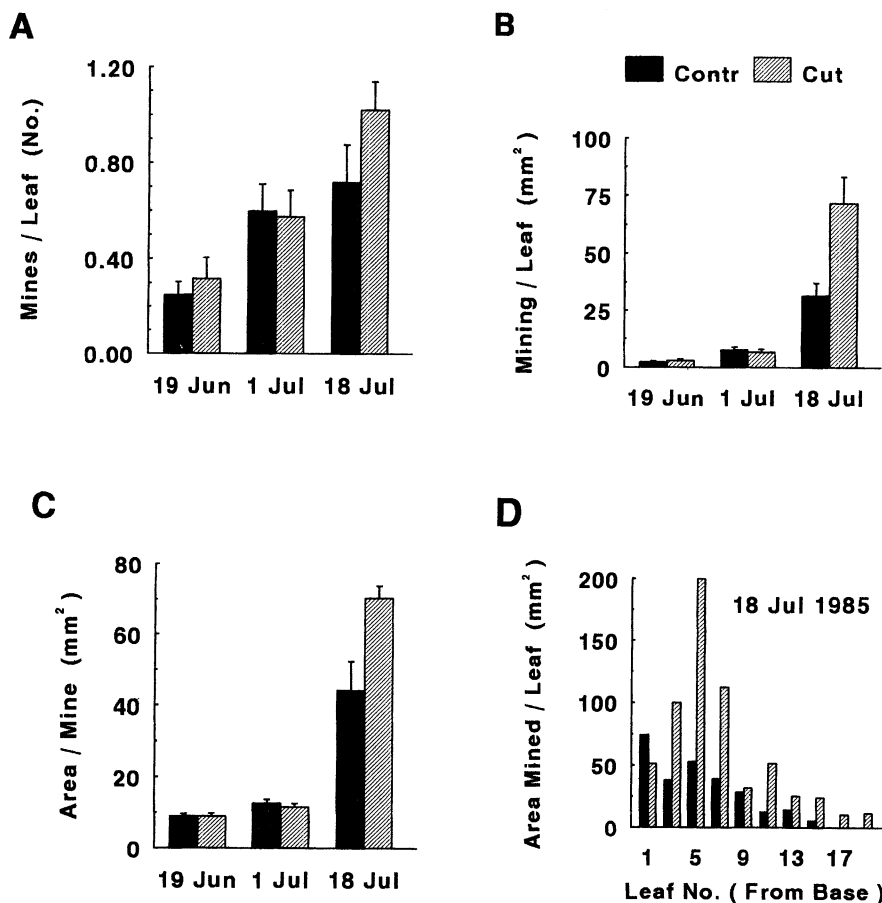 A
Mines / Leaf (No.)
1.20
0.80
0.40
0.00
19 Jun 1 Jul 18 Jul
B
Contr Cut
Mining / Leaf (mm²)
100
75
50
25
0
19 Jun 1 Jul 18 Jul
C
Area / Mine (mm²)
80
60
40
20
0
19 Jun 1 Jul 18 Jul
D
Area Mined / Leaf (mm²)
200
150
100
50
0
18 Jul 1985
1 5 9 13 17
Leaf No. ( From Base )